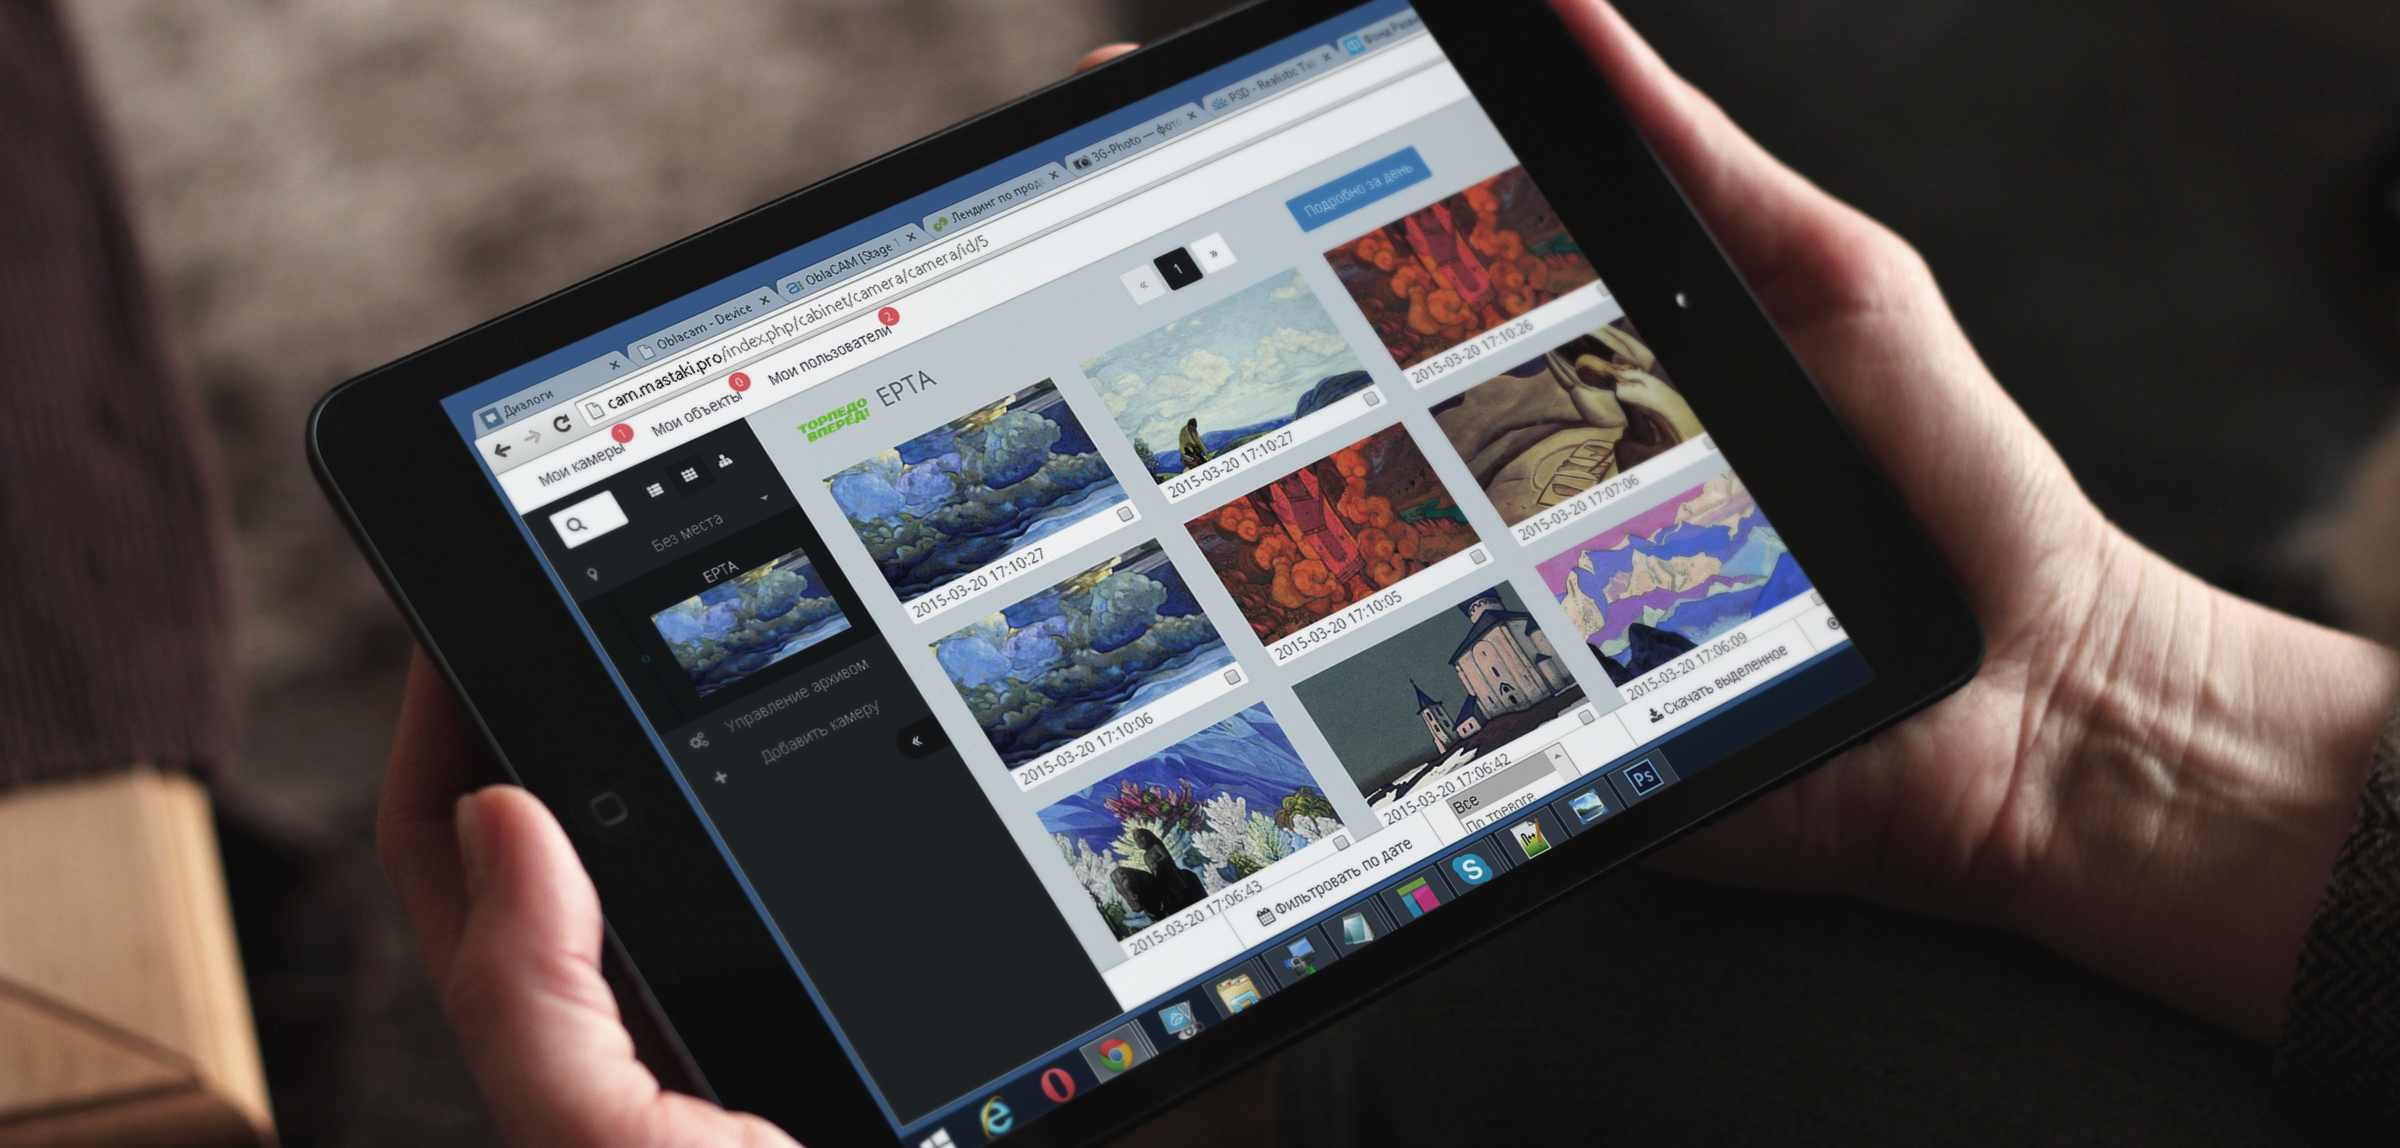 Диалоги
Oblacam - Device
OblaCAM [Stage 1
Лендинг по прод
3G-Photo — фото
PSD - Realistic Ta
Фонд Разви
cam.mastaki.pro/index.php/cabinet/camera/camera/id/5
Мои камеры 1
Мои объекты 0
Мои пользователи 2
ТОРПЕДО
ВПЕРЕД!
ЕРТА
« 1 »
Подробно за день
Без места
ЕРТА
Управление архивом
Добавить камеру
«
2015-03-20 17:10:27
2015-03-20 17:10:27
2015-03-20 17:10:26
2015-03-20 17:10:06
2015-03-20 17:10:05
2015-03-20 17:07:06
2015-03-20 17:06:43
2015-03-20 17:06:42
2015-03-20 17:06:09
Фильтровать по дате
Все
По тревоге
Скачать выделенное
S
Ps